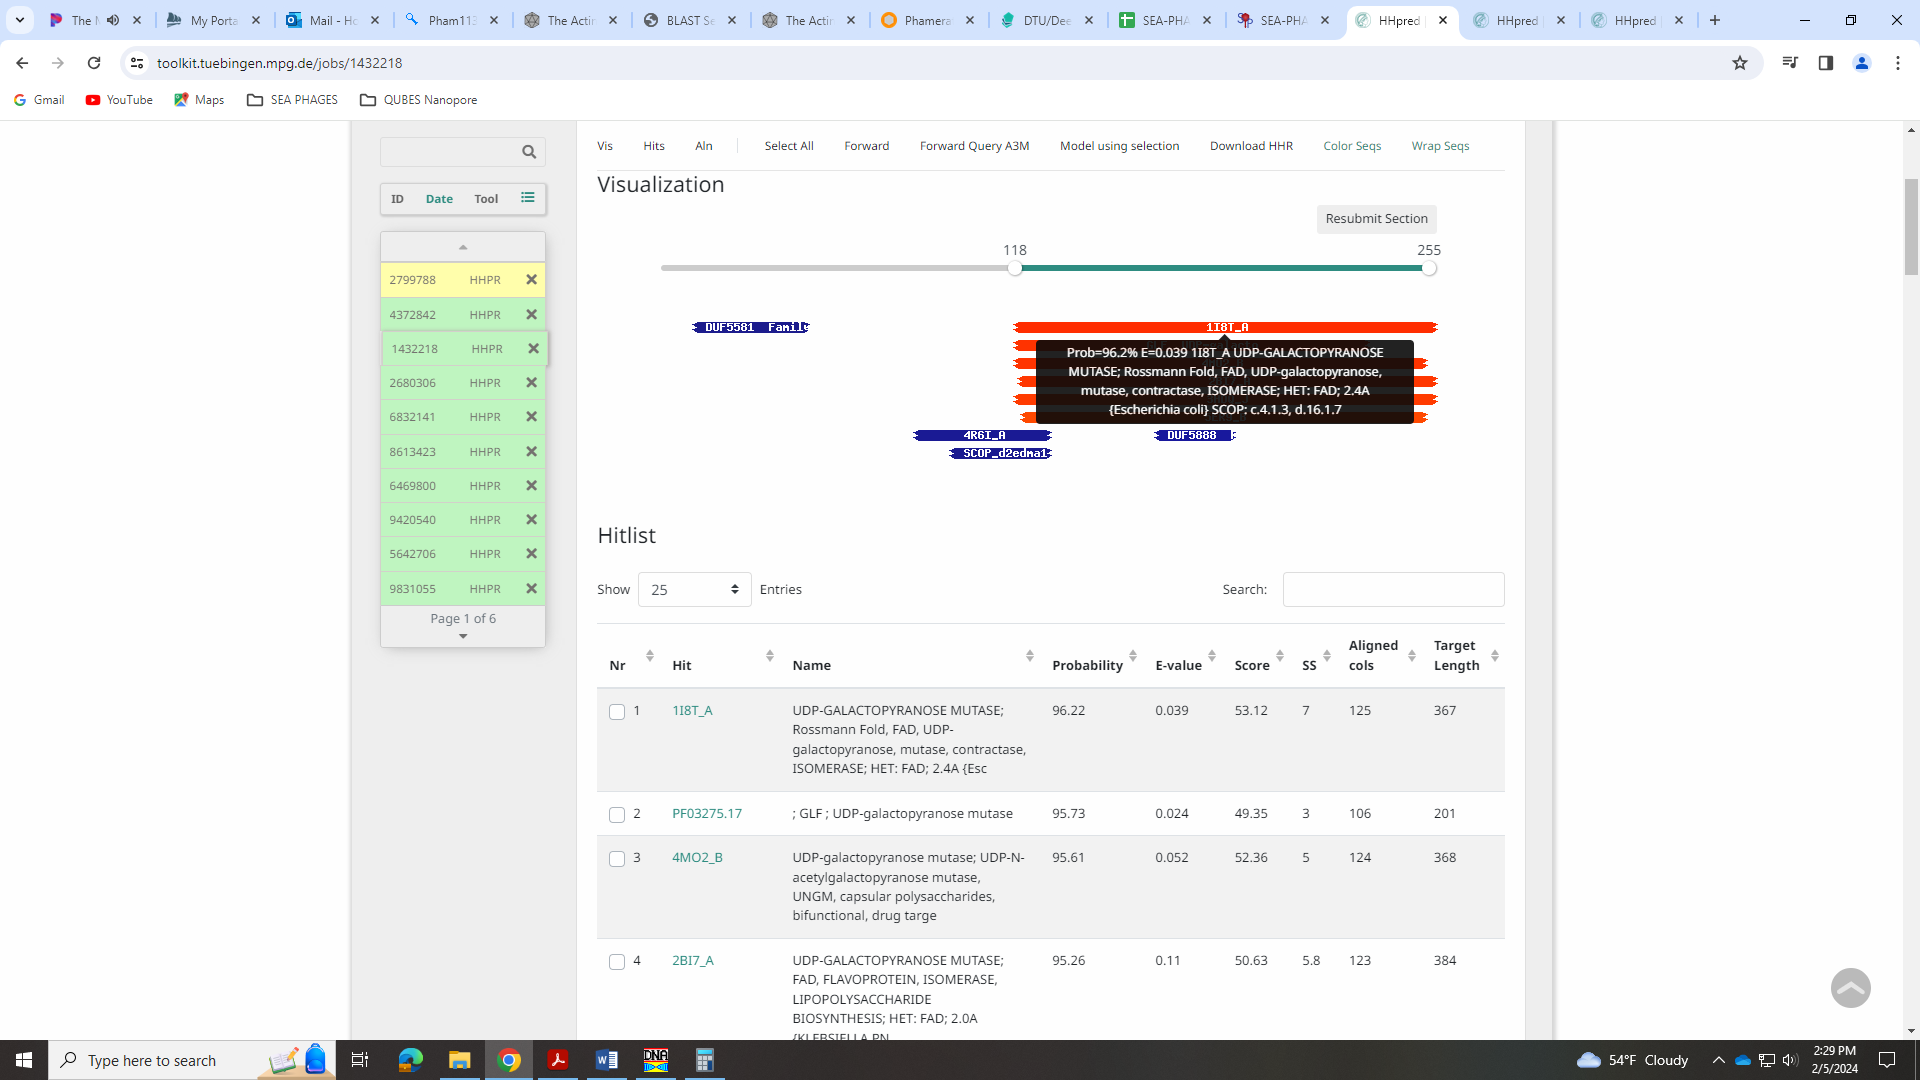 The M
My Porta
Mail - Ho
Pham113
The Actin
BLAST Se
The Actin
Phamera
DTU/Dee
SEA-PHA
SEA-PHA
HHpred
HHpred
HHpred
toolkit.tuebingen.mpg.de/jobs/1432218
Gmail
YouTube
Maps
SEA PHAGES
QUBES Nanopore
ID Date Tool
2799788 HHPR
4372842 HHPR
1432218 HHPR
2680306 HHPR
6832141 HHPR
8613423 HHPR
6469800 HHPR
9420540 HHPR
5642706 HHPR
9831055 HHPR
Page 1 of 6
Vis Hits Aln Select All Forward Forward Query A3M Model using selection Download HHR Color Seqs Wrap Seqs
Visualization
Resubmit Section
118 255
DUF5581 Famil
1I8T_A
Prob=96.2% E=0.039 1I8T_A UDP-GALACTOPYRANOSE
MUTASE; Rossmann Fold, FAD, UDP-galactopyranose,
mutase, contractase, ISOMERASE; HET: FAD; 2.4A
{Escherichia coli} SCOP: c.4.1.3, d.16.1.7
4R6I_A DUF5888
SCOP_d2edma1
Hitlist
Show 25 Entries Search:
Nr Hit Name Probability E-value Score SS Aligned cols Target Length
1 1I8T_A UDP-GALACTOPYRANOSE MUTASE; 96.22 0.039 53.12 7 125 367
Rossmann Fold, FAD, UDP-
galactopyranose, mutase, contractase,
ISOMERASE; HET: FAD; 2.4A {Esc
2 PF03275.17 ; GLF ; UDP-galactopyranose mutase 95.73 0.024 49.35 3 106 201
3 4MO2_B UDP-galactopyranose mutase; UDP-N- 95.61 0.052 52.36 5 124 368
acetylgalactopyranose mutase,
UNGM, capsular polysaccharides,
bifunctional, drug targe
4 2BI7_A UDP-GALACTOPYRANOSE MUTASE; 95.26 0.11 50.63 5.8 123 384
FAD, FLAVOPROTEIN, ISOMERASE,
LIPOPOLYSACCHARIDE
BIOSYNTHESIS; HET: FAD; 2.0A
{KLEBSIELLA PN
Type here to search
DNA
54°F Cloudy
2:29 PM
2/5/2024